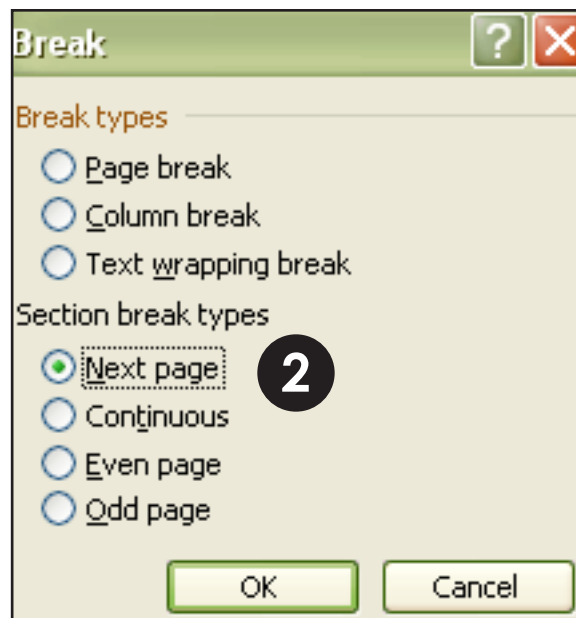 Break ?
Break types
Page break
Column break
Text wrapping break
Section break types
Next page 2
Continuous
Even page
Odd page
OK Cancel